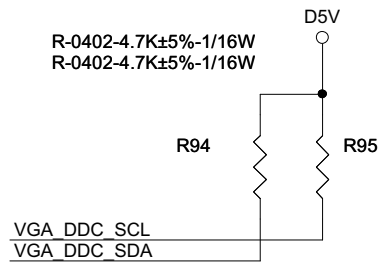 D5V
R-0402-4.7K±5%-1/16W
R-0402-4.7K±5%-1/16W
R94
R95
VGA_DDC_SCL
VGA_DDC_SDA